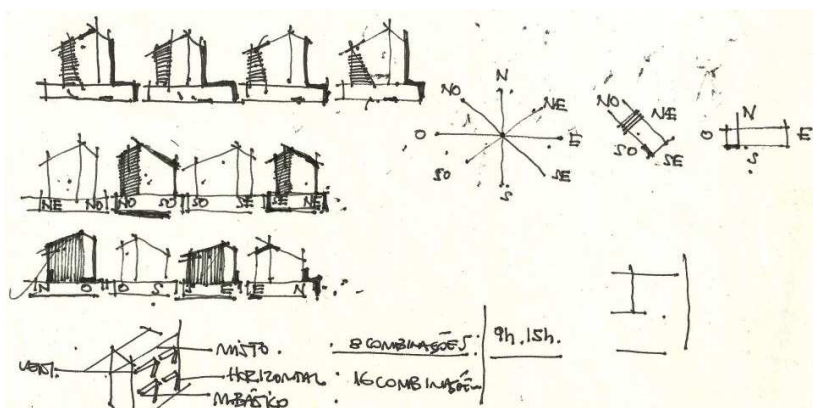 N
NO NE
O E
SO SE
S
NO NE
SO SE
N
O E
S
NE NO NO SO SO SE SE NE
N O O S S E E N
MISTO 8 COMBINAÇÕES 9h. 15h.
VERT. HORIZONTAL 16 COMBINAÇÕES
M. BÁSICO